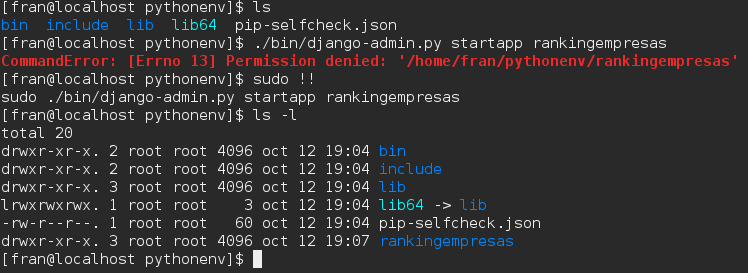 [fran@localhost pythonenv]$ ls
bin  include  lib  lib64  pip-selfcheck.json
[fran@localhost pythonenv]$ ./bin/django-admin.py startapp rankingempresas
CommandError: [Errno 13] Permission denied: '/home/fran/pythonenv/rankingempresas'
[fran@localhost pythonenv]$ sudo !!
sudo ./bin/django-admin.py startapp rankingempresas
[fran@localhost pythonenv]$ ls -l
total 20
drwxr-xr-x. 2 root root 4096 oct 12 19:04 bin
drwxr-xr-x. 2 root root 4096 oct 12 19:04 include
drwxr-xr-x. 3 root root 4096 oct 12 19:04 lib
lrwxrwxrwx. 1 root root    3 oct 12 19:04 lib64 -> lib
-rw-r--r--. 1 root root   60 oct 12 19:04 pip-selfcheck.json
drwxr-xr-x. 3 root root 4096 oct 12 19:07 rankingempresas
[fran@localhost pythonenv]$